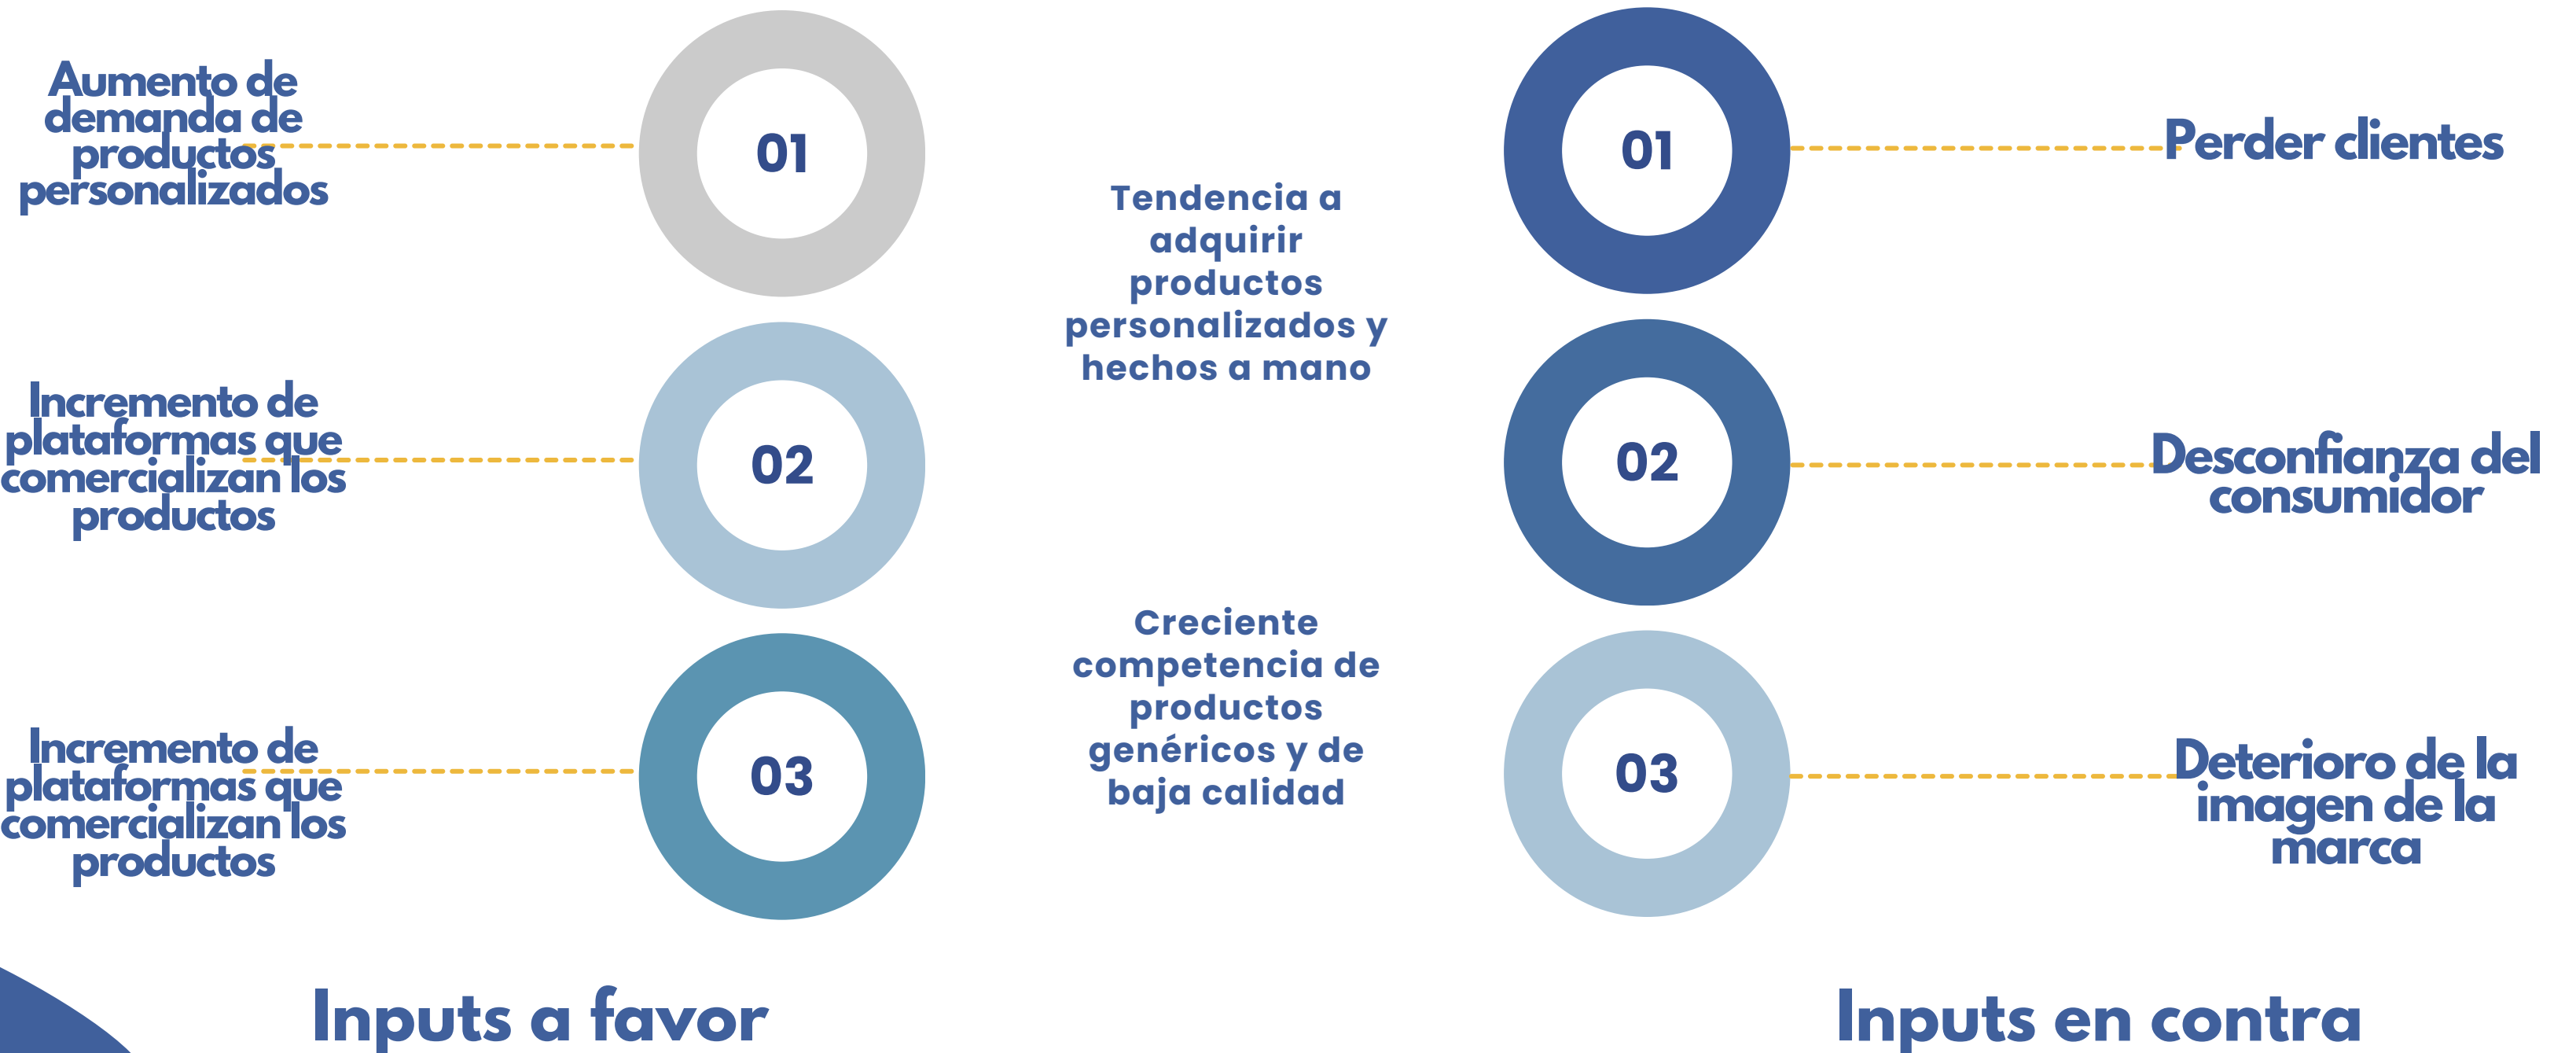 Aumento de
demanda de
productos
personalizados
01
Incremento de
plataformas que
comercializan los
productos
02
Incremento de
plataformas que
comercializan los
productos
03
Inputs a favor
Tendencia a
adquirir
productos
personalizados y
hechos a mano
Creciente
competencia de
productos
genéricos y de
baja calidad
01
Perder clientes
02
Desconfianza del
consumidor
03
Deterioro de la
imagen de la
marca
Inputs en contra